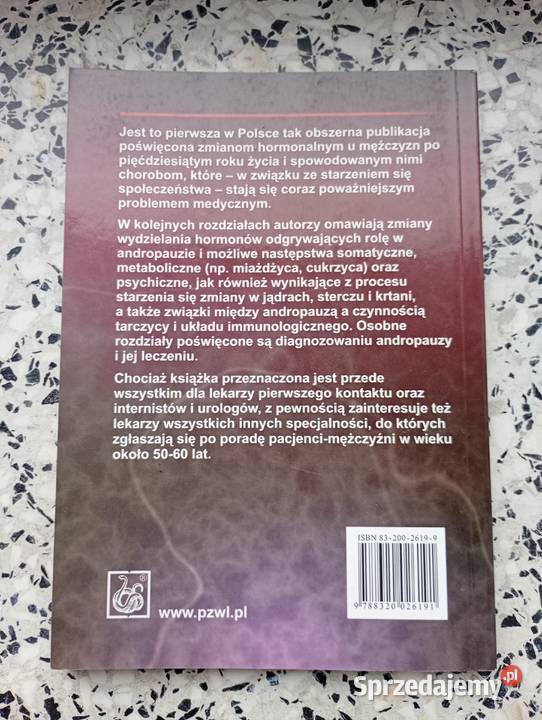 Jest to pierwsza w Polsce tak obszerna publikacja
poświęcona zmianom hormonalnym u mężczyzn po
pięćdziesiątym roku życia i spowodowanym nimi
chorobom, które – w związku ze starzeniem się
społeczeństwa – stają się coraz poważniejszym
problemem medycznym.
W kolejnych rozdziałach autorzy omawiają zmiany
wydzielania hormonów odgrywających rolę w
andropauzie i możliwe następstwa somatyczne,
metaboliczne (np. miażdżyca, cukrzyca) oraz
psychiczne, jak również wynikające z procesu
starzenia się zmiany w jądrach, sterczu i krtani,
a także związki między andropauzą a czynnością
tarczycy i układu immunologicznego. Osobne
rozdziały poświęcone są diagnozowaniu andropauzy
i jej leczeniu.
Chociaż książka przeznaczona jest przede
wszystkim dla lekarzy pierwszego kontaktu oraz
internistów i urologów, z pewnością zainteresuje też
lekarzy wszystkich innych specjalności, do których
zgłaszają się po poradę pacjenci-mężczyźni w wieku
około 50-60 lat.
ISBN 83-200-2619-9
9 788320 026191
®
www.pzwl.pl
Sprzedajemy.pl